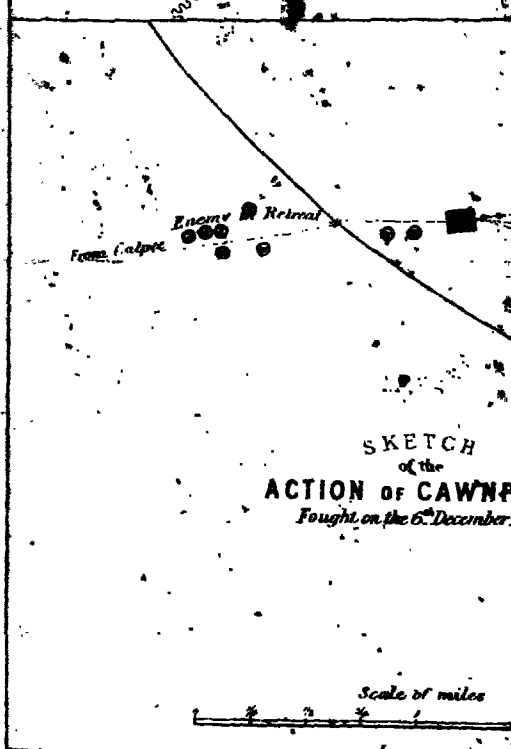 Enemy Retreat
From Calpee
SKETCH
of the
ACTION OF CAWNP
Fought on the 6th December.
Scale of miles